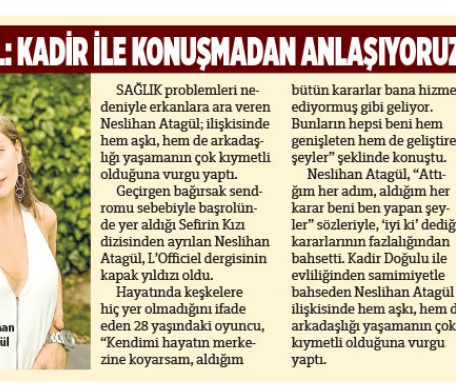 L: KADİR İLE KONUŞMADAN ANLAŞIYORUZ
SAĞLIK problemleri ne-
deniyle erkanlara ara veren
Neslihan Atagül; ilişkisinde
hem aşkı, hem de arkadaş-
lığı yaşamanın çok kıymetli
olduğuna vurgu yaptı.
Geçirgen bağırsak send-
romu sebebiyle başrolün-
de yer aldığı Sefirin Kızı
dizisinden ayrılan Neslihan
Atagül, L'Officiel dergisinin
kapak yıldızı oldu.
Hayatında keşkelere
hiç yer olmadığını ifade
eden 28 yaşındaki oyuncu,
"Kendimi hayatın merke-
zine koyarsam, aldığım
bütün kararlar bana hizme
ediyormuş gibi geliyor.
Bunların hepsi beni hem
genişleten hem de geliştire
şeyler" şeklinde konuştu.
Neslihan Atagül, "Attı-
ğım her adım, aldığım her
karar beni ben yapan şey-
ler" sözleriyle, 'iyi ki' dediğ
kararlarının fazlalığından
bahsetti. Kadir Doğulu ile
evliliğinden samimiyetle
bahseden Neslihan Atagül
ilişkisinde hem aşkı, hem d
arkadaşlığı yaşamanın çok
kıymetli olduğuna vurgu
yaptı.
han
ül